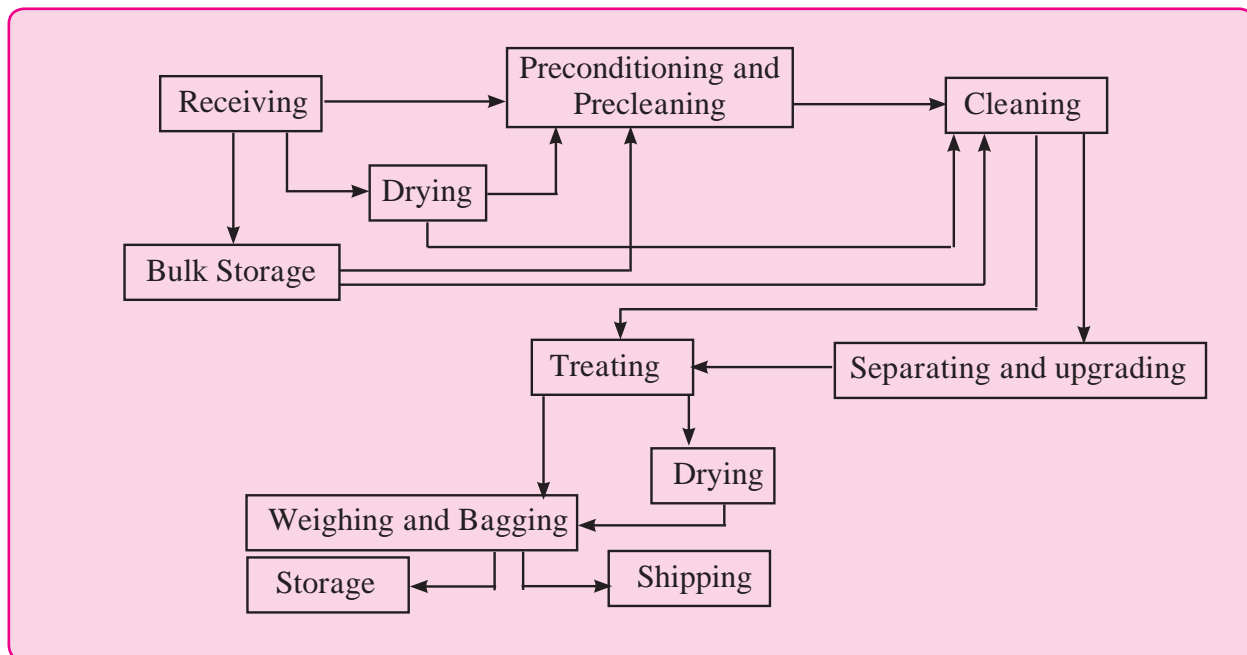 Preconditioning and
Precleaning
Receiving
Cleaning
Drying
Bulk Storage
Treating
Separating and upgrading
Drying
Weighing and Bagging
Storage
Shipping